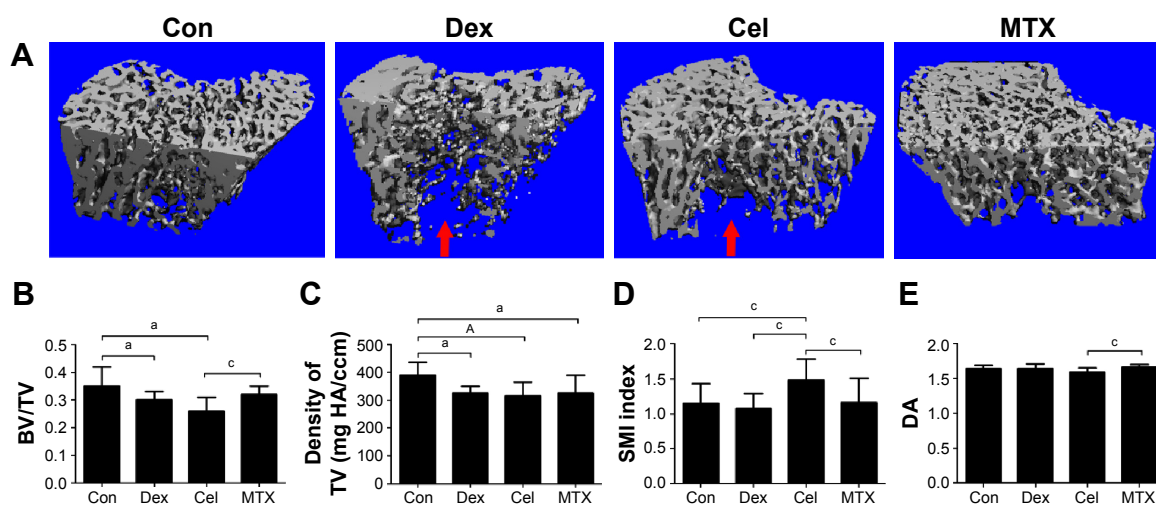 Con Dex Cel MTX
A
B
a
a
c
0.5
0.4
0.3
0.2
0.1
0.0
BV/TV
Con Dex Cel MTX
C
a
A
a
500
400
300
200
100
0
Density of
TV (mg HA/ccm)
Con Dex Cel MTX
D
c
c
c
2.0
1.5
1.0
0.5
0.0
SMI index
Con Dex Cel MTX
E
c
2.0
1.5
1.0
0.5
0.0
DA
Con Dex Cel MTX